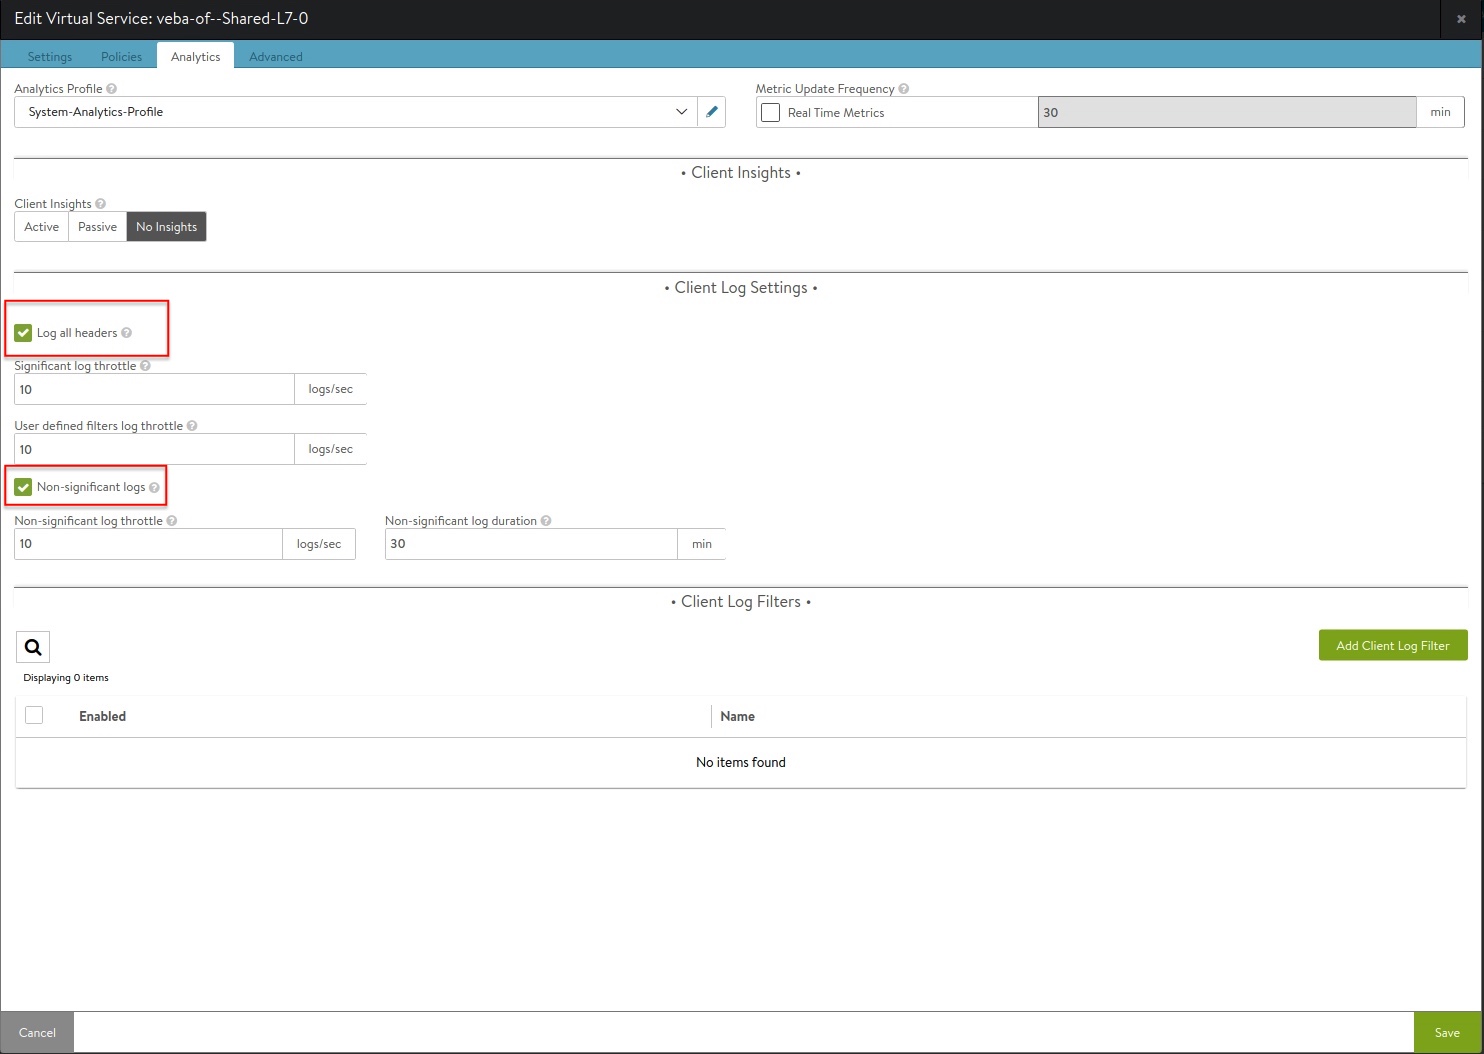 Edit Virtual Service: veba-of--Shared-L7-0
Settings Policies Analytics Advanced
Analytics Profile
System-Analytics-Profile
Metric Update Frequency
Real Time Metrics 30 min
• Client Insights •
Client Insights
Active Passive No Insights
• Client Log Settings •
Log all headers
Significant log throttle
10 logs/sec
User defined filters log throttle
10 logs/sec
Non-significant logs
Non-significant log throttle
10 logs/sec
Non-significant log duration
30 min
• Client Log Filters •
Add Client Log Filter
Displaying 0 items
Enabled Name
No items found
Cancel Save